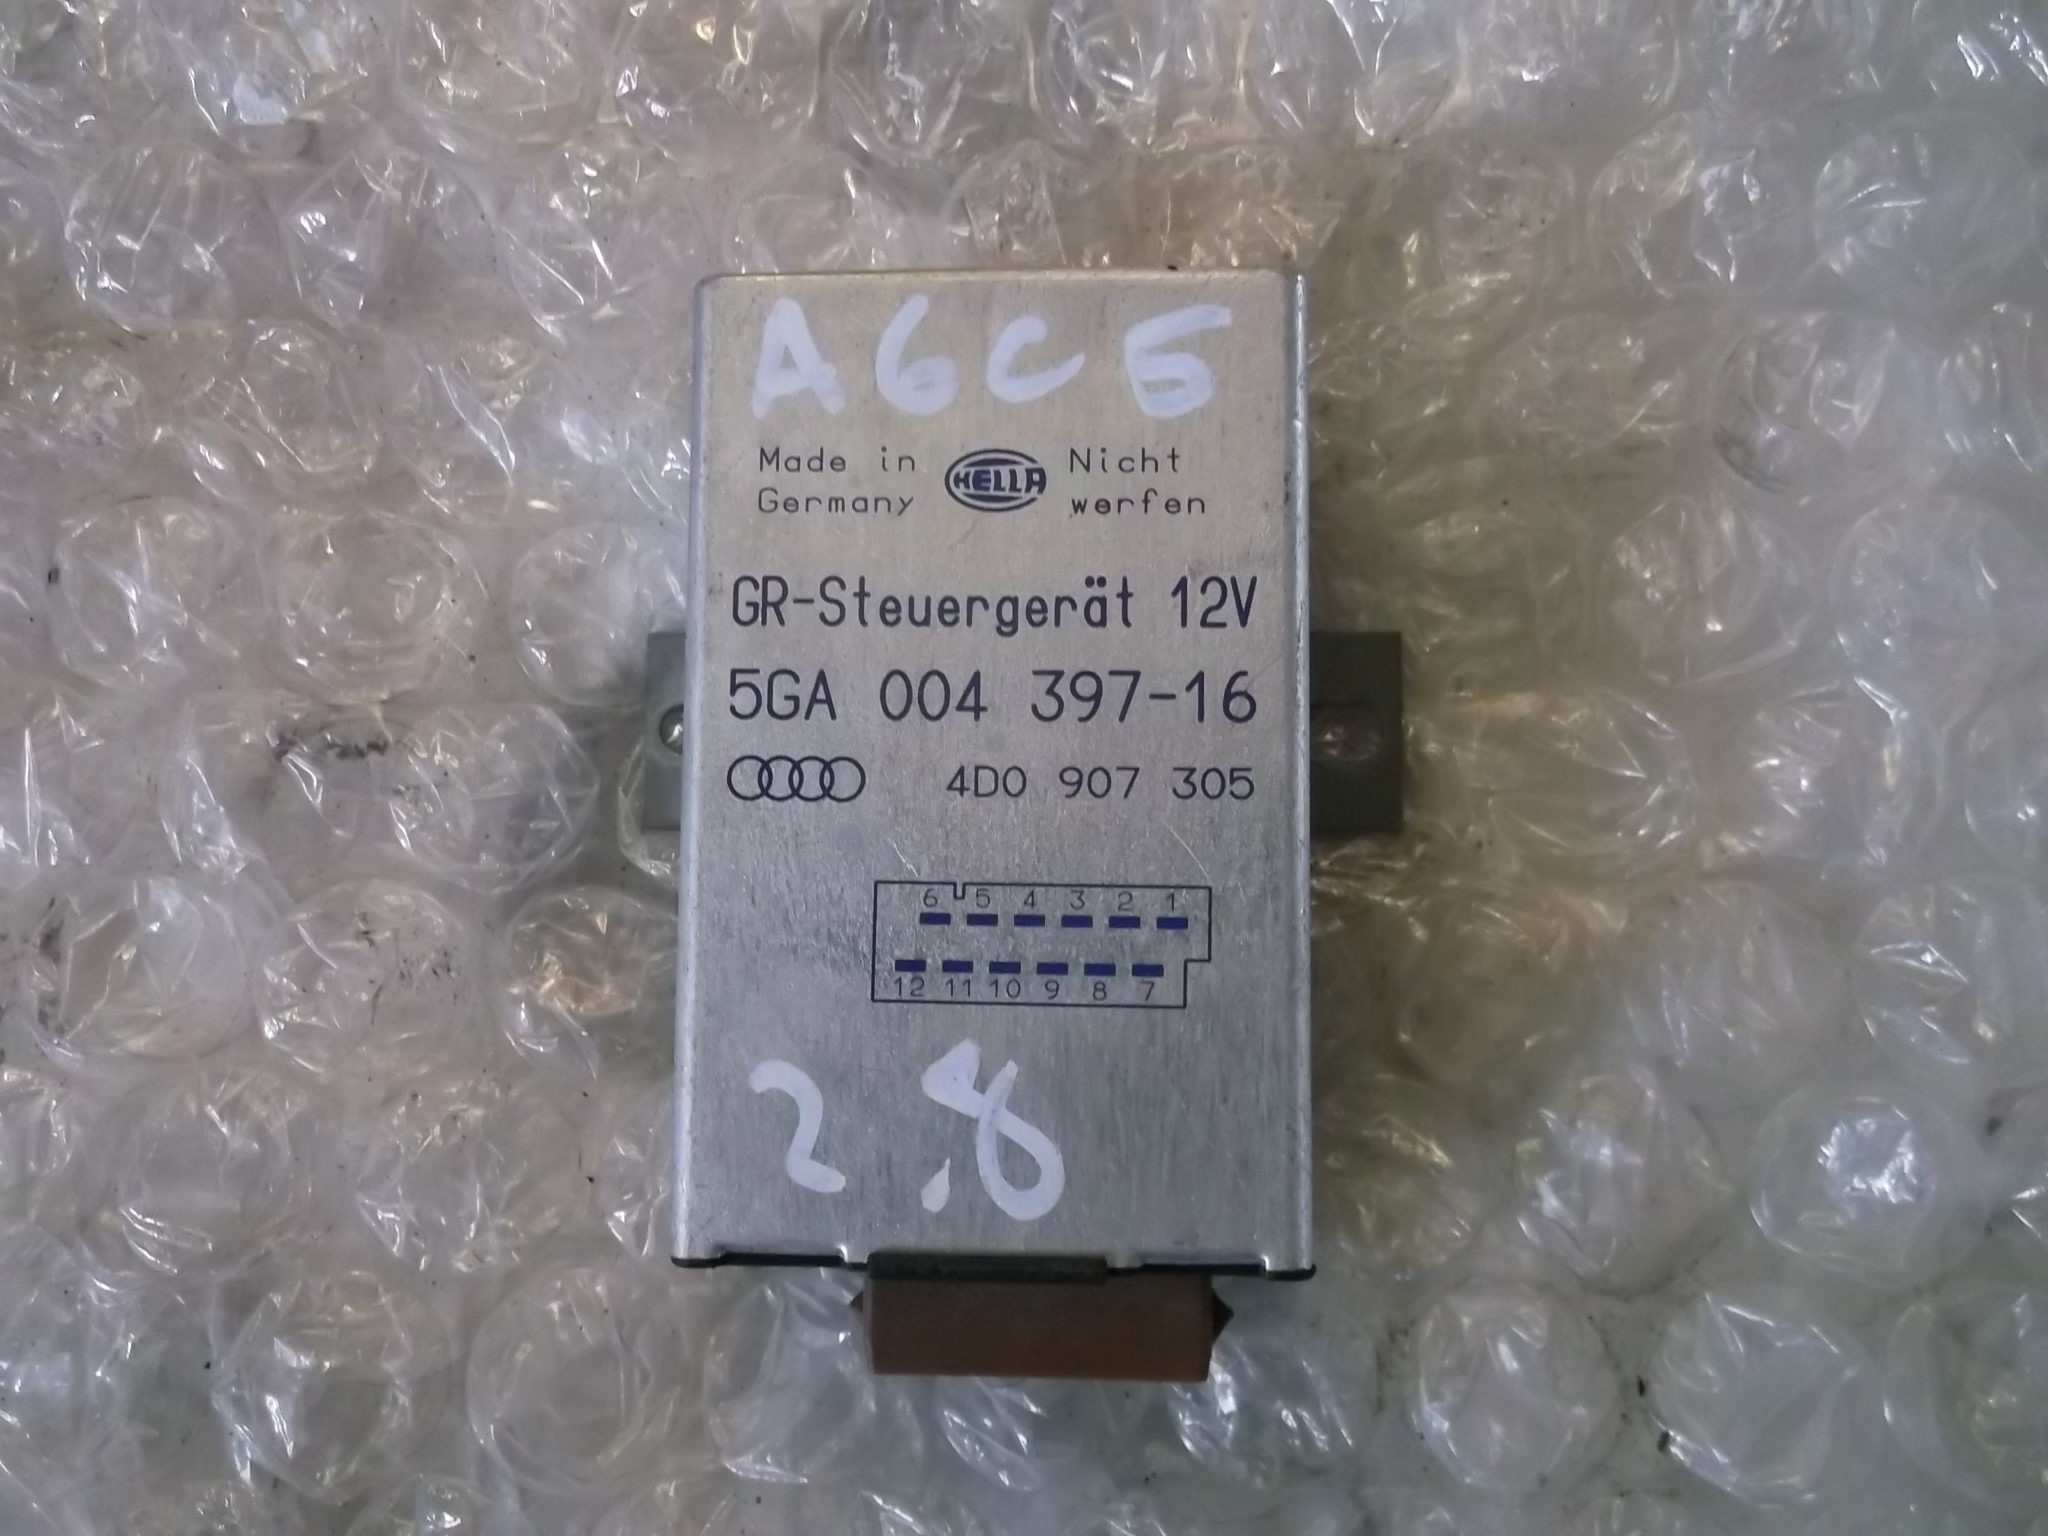 A6C5
Made in HELLA Nicht
Germany werfen
GR-Steuergerät 12V
5GA 004 397-16
4D0 907 305
6 5 4 3 2 1
12 11 10 9 8 7
2.8